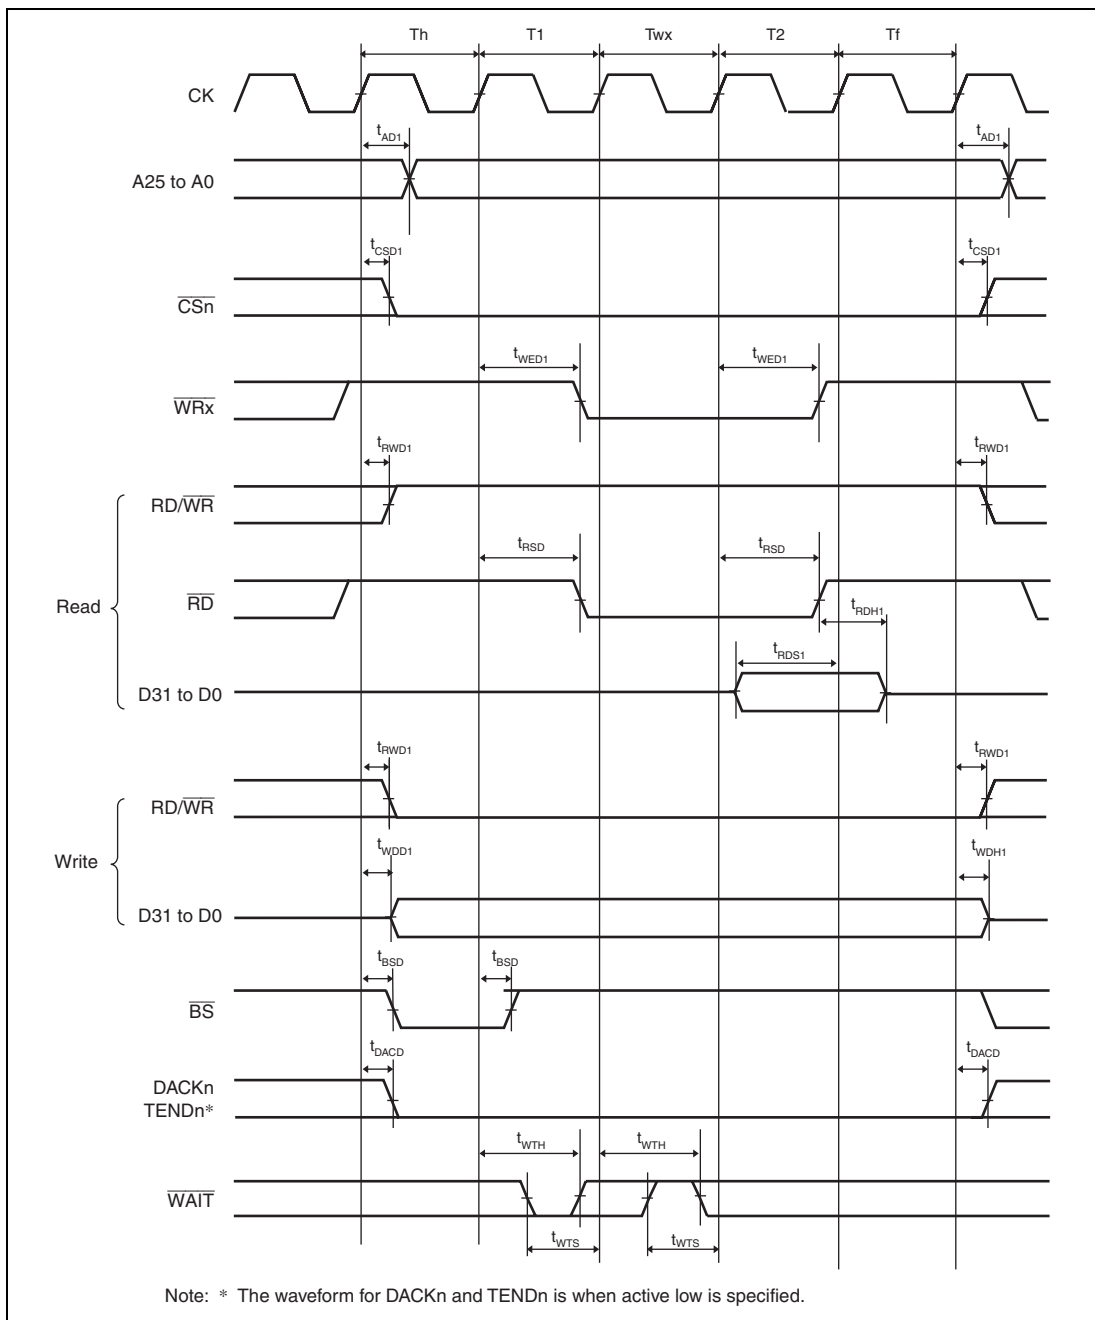 Th T1 Twx T2 Tf
CK
tAD1 tAD1
A25 to A0
tCSD1 tCSD1
CSn
tWED1 tWED1
WRx
tRWD1 tRWD1
RD/WR
tRSD tRSD
Read
RD
tRDH1
tRDS1
D31 to D0
tRWD1 tRWD1
RD/WR
tWDD1 tWDH1
Write
D31 to D0
tBSD tBSD
BS
tDACD tDACD
DACKn
TENDn*
tWTH tWTH
WAIT
tWTS tWTS
Note: * The waveform for DACKn and TENDn is when active low is specified.